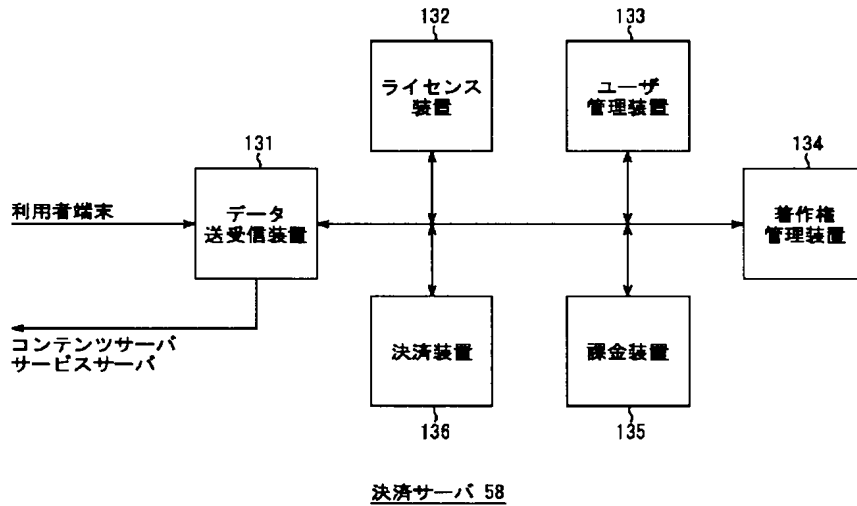 132
133
ライセンス
装置
ユーザ
管理装置
131
134
利用者端末
データ
送受信装置
著作権
管理装置
コンテンツサーバ
サービスサーバ
決済装置
課金装置
136
135
決済サーバ 58